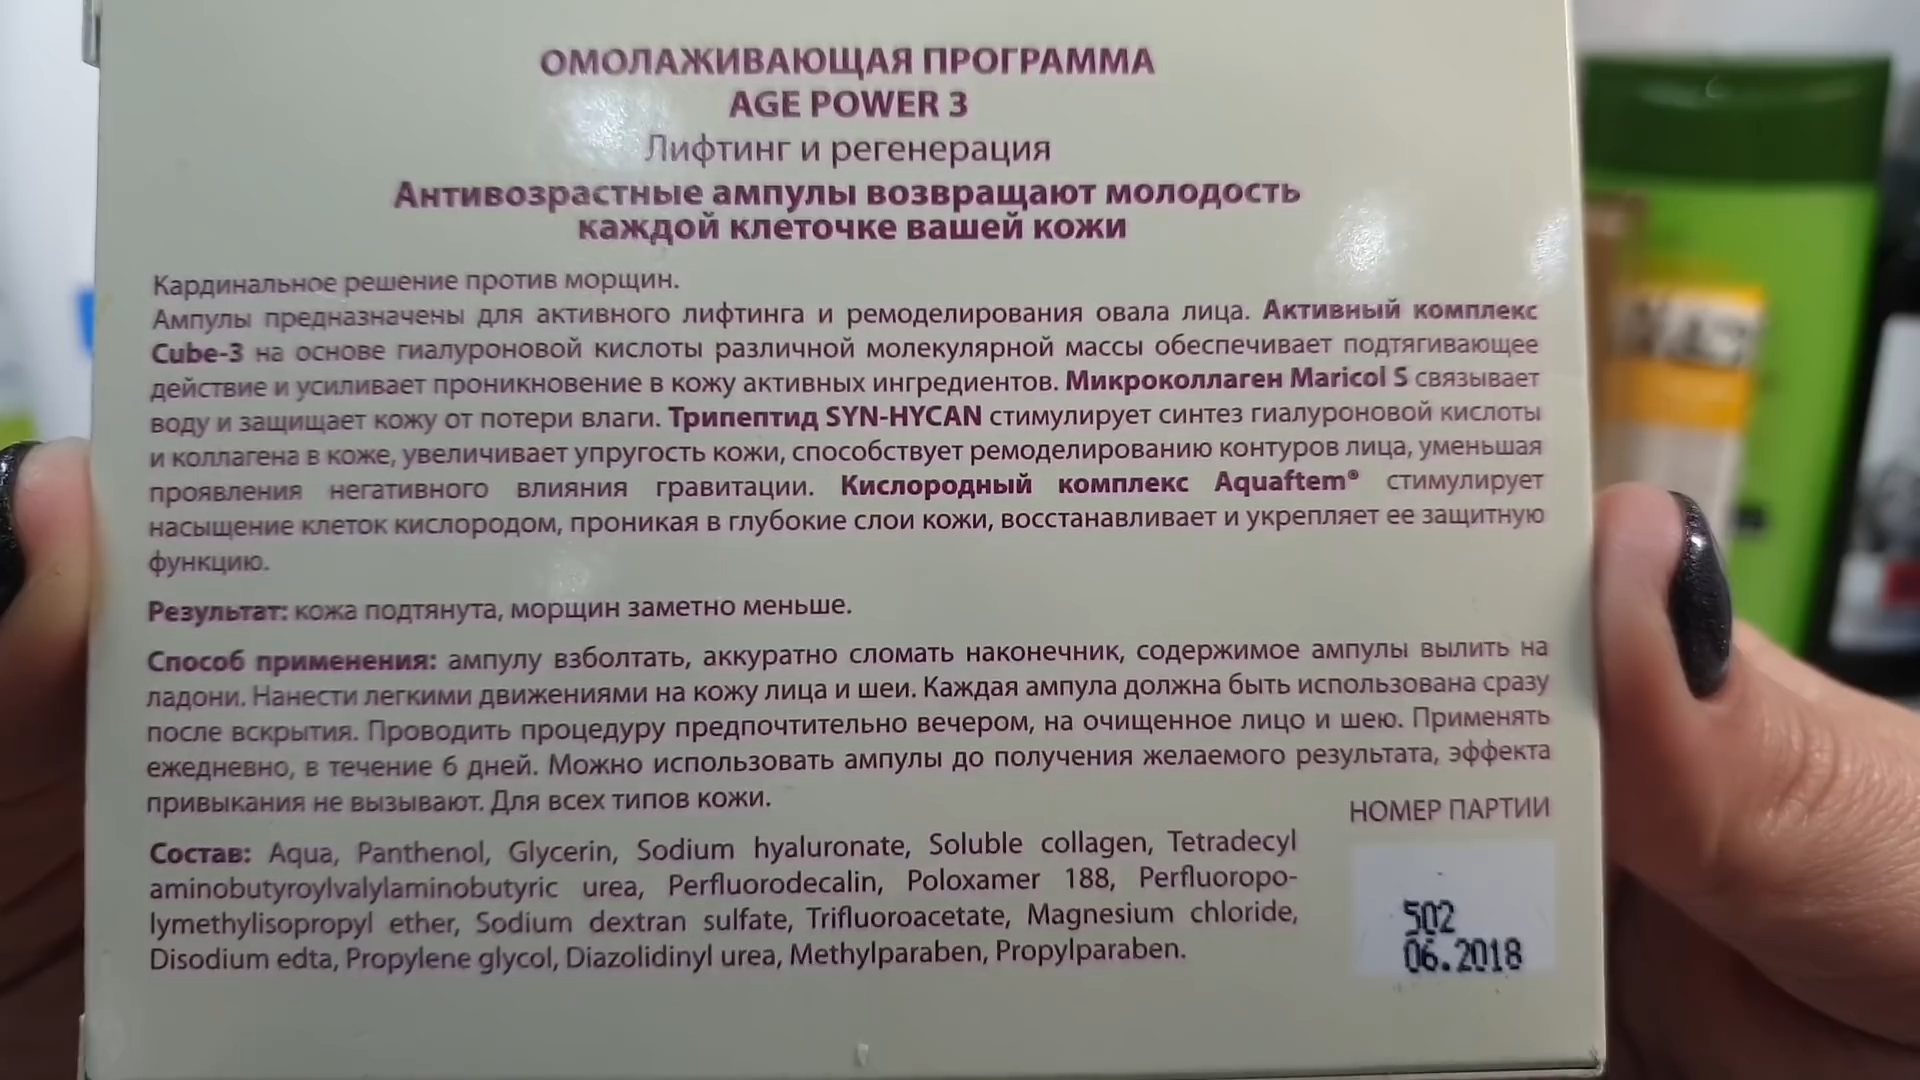 ОМОЛАЖИВАЮЩАЯ ПРОГРАММА
AGE POWER 3
Лифтинг и регенерация
Антивозрастные ампулы возвращают молодость
каждой клеточке вашей кожи
Кардинальное решение против морщин.
Ампулы предназначены для активного лифтинга и ремоделирования овала лица. Активный комплекс
Cube-3 на основе гиалуроновой кислоты различной молекулярной массы обеспечивает подтягивающее
действие и усиливает проникновение в кожу активных ингредиентов. Микроколлаген Maricol S связывает
воду и защищает кожу от потери влаги. Трипептид SYN-HYCAN стимулирует синтез гиалуроновой кислоты
и коллагена в коже, увеличивает упругость кожи, способствует ремоделированию контуров лица, уменьшая
проявления негативного влияния гравитации. Кислородный комплекс Aquaftem® стимулирует
насыщение клеток кислородом, проникая в глубокие слои кожи, восстанавливает и укрепляет ее защитную
функцию.
Результат: кожа подтянута, морщин заметно меньше.
Способ применения: ампулу взболтать, аккуратно сломать наконечник, содержимое ампулы вылить на
ладони. Нанести легкими движениями на кожу лица и шеи. Каждая ампула должна быть использована сразу
после вскрытия. Проводить процедуру предпочтительно вечером, на очищенное лицо и шею. Применять
ежедневно, в течение 6 дней. Можно использовать ампулы до получения желаемого результата, эффекта
привыкания не вызывают. Для всех типов кожи.
НОМЕР ПАРТИИ
Состав: Aqua, Panthenol, Glycerin, Sodium hyaluronate, Soluble collagen, Tetradecyl
aminobutyroylvalylaminobutyric urea, Perfluorodecalin, Poloxamer 188, Perfluoropo-
lymethylisopropyl ether, Sodium dextran sulfate, Trifluoroacetate, Magnesium chloride,
Disodium edta, Propylene glycol, Diazolidinyl urea, Methylparaben, Propylparaben.
502
06.2018